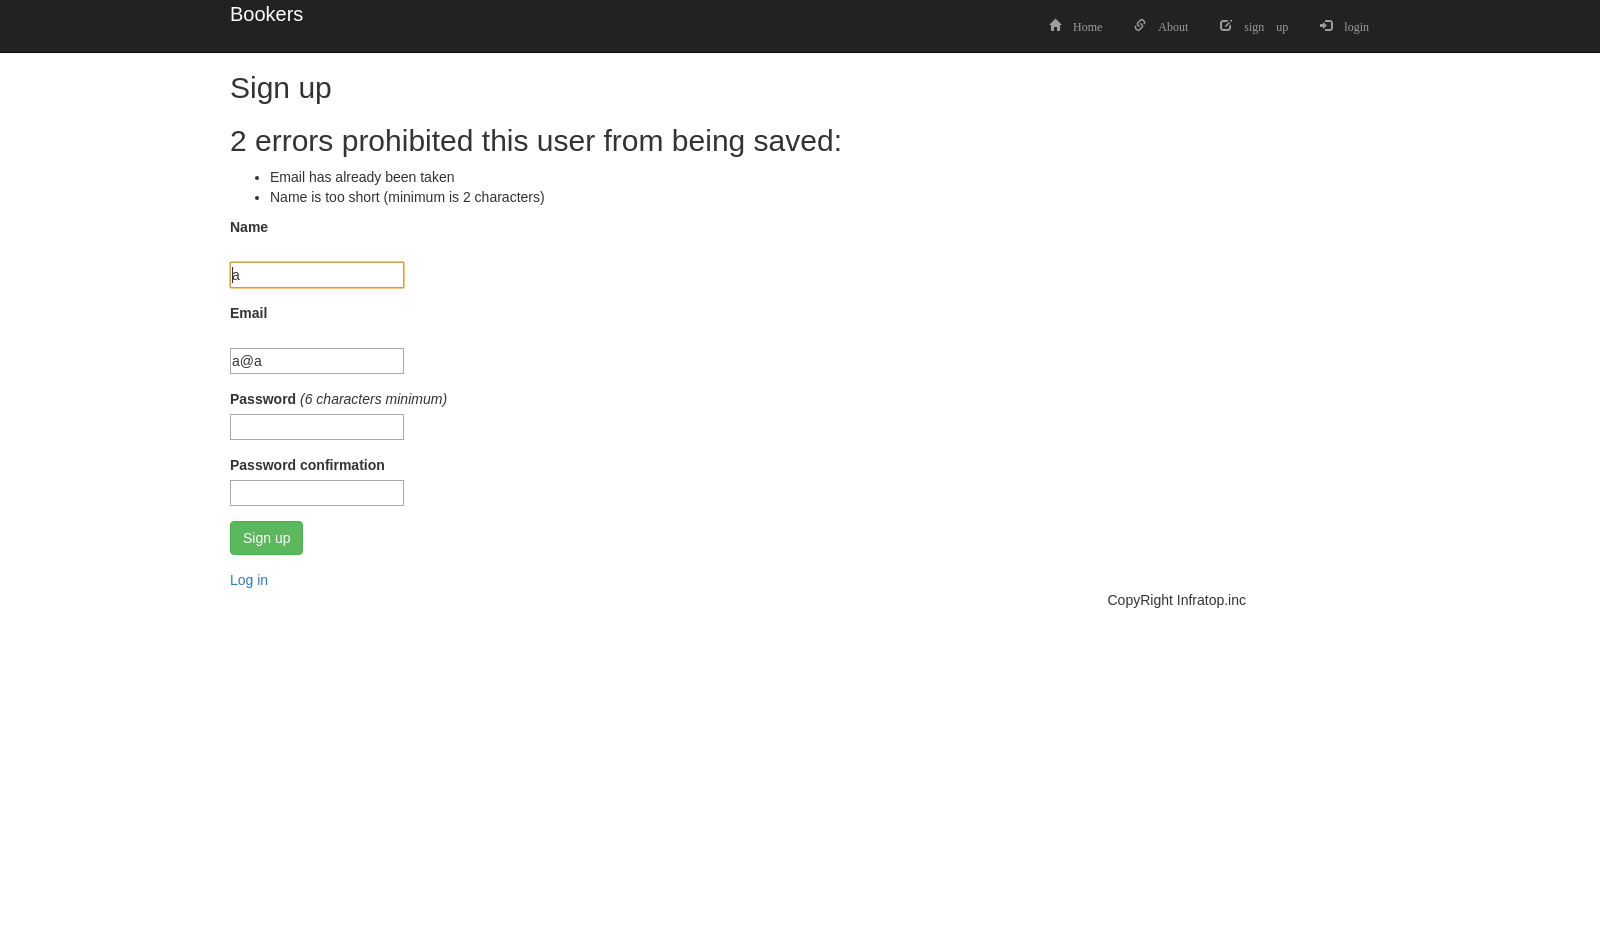 Bookers
Home About sign up login
Sign up
2 errors prohibited this user from being saved:
Email has already been taken
Name is too short (minimum is 2 characters)
Name
a
Email
a@a
Password (6 characters minimum)
Password confirmation
Sign up
Log in
CopyRight Infratop.inc